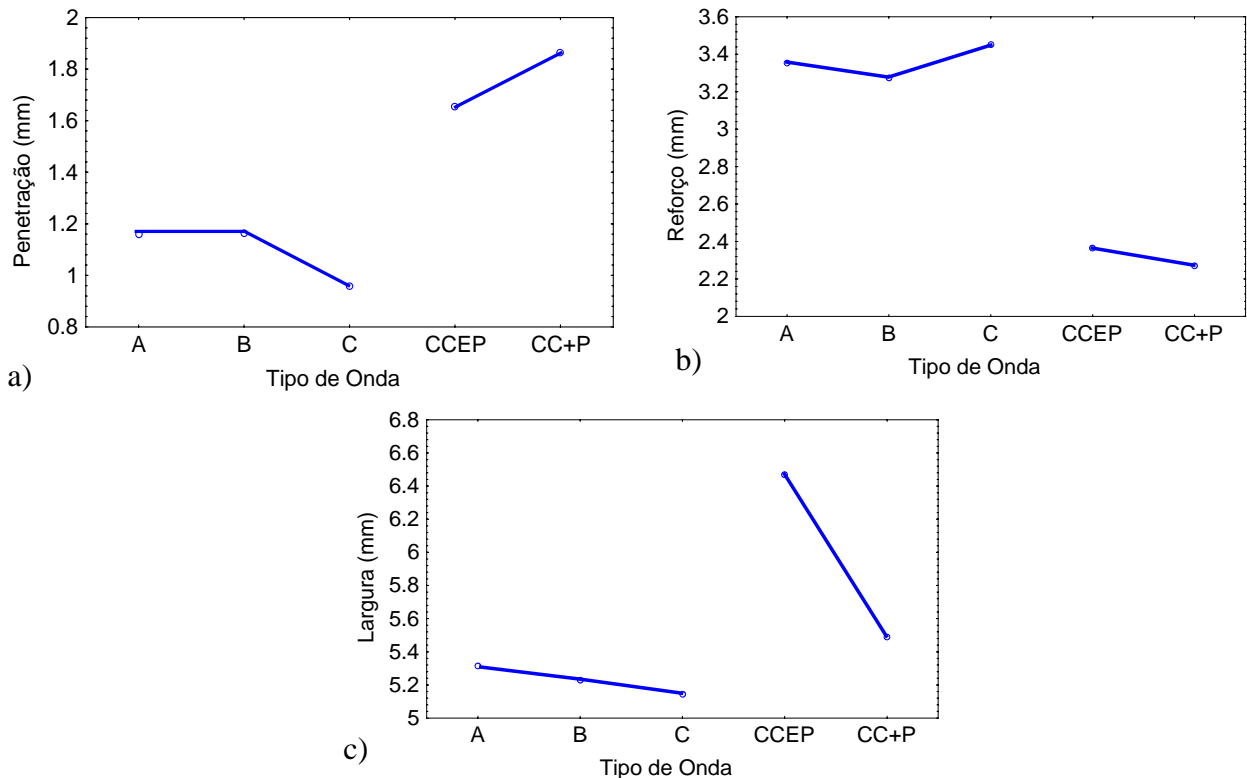 2
1.8
1.6
1.4
1.2
1
0.8
Penetração (mm)
A B C CCEP CC+P
Tipo de Onda
a)
3.6
3.4
3.2
3
2.8
2.6
2.4
2.2
2
Reforço (mm)
A B C CCEP CC+P
Tipo de Onda
b)
6.8
6.6
6.4
6.2
6
5.8
5.6
5.4
5.2
5
Largura (mm)
A B C CCEP CC+P
Tipo de Onda
c)